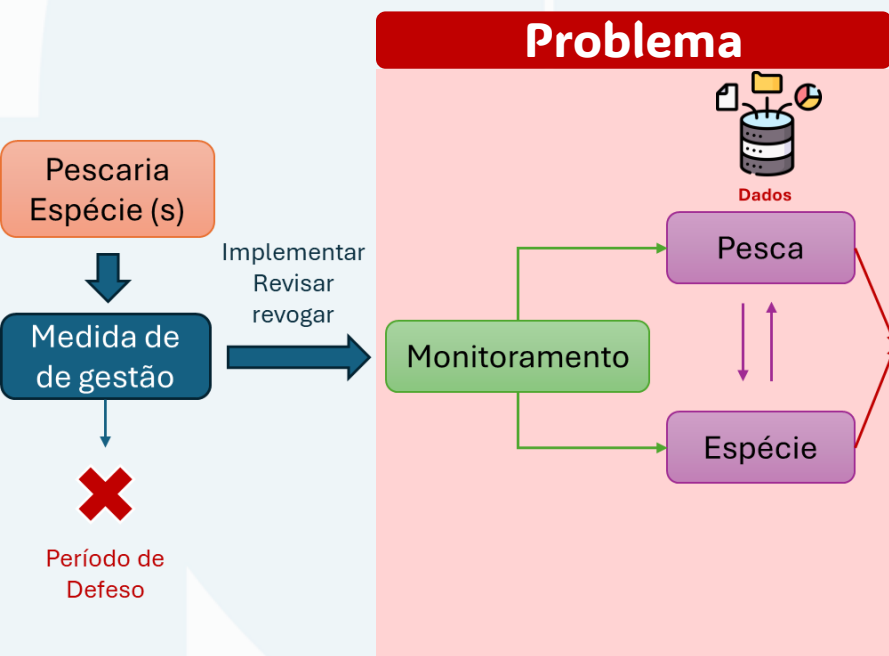 Problema
Pescaria
Espécie (s)
Implementar
Revisar
revogar
Medida de
de gestão
Período de
Defeso
Monitoramento
Dados
Pesca
Espécie